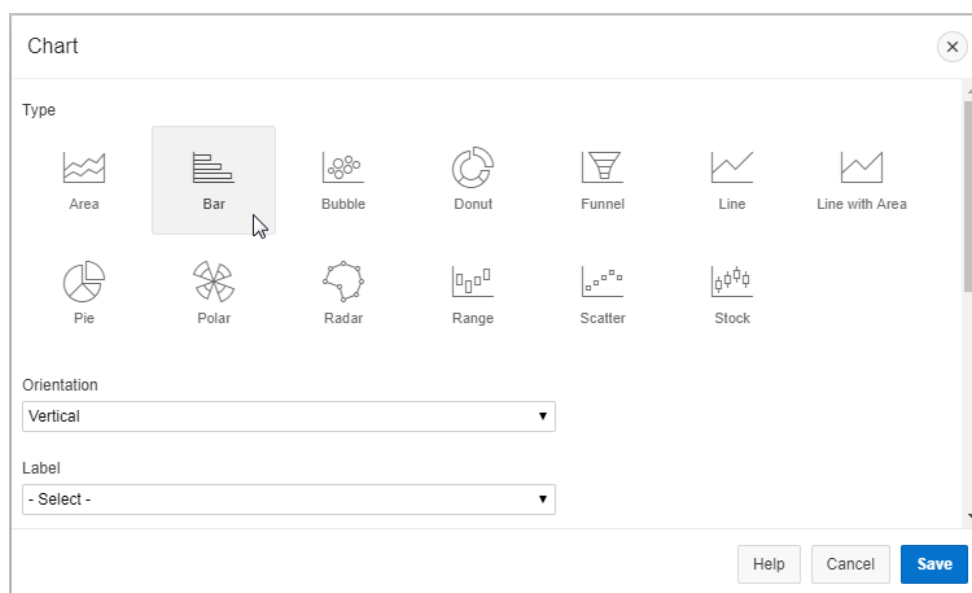 Chart
Type
Area Bar Bubble Donut Funnel Line Line with Area
Pie Polar Radar Range Scatter Stock
Orientation
Vertical
Label
- Select -
Help Cancel Save